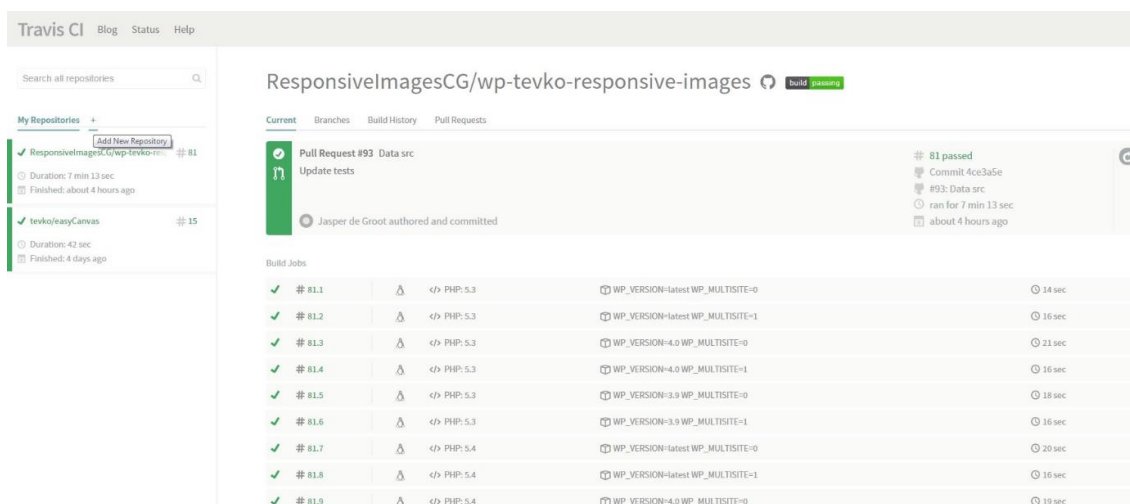 Travis CI Blog Status Help
Search all repositories
My Repositories +
Add New Repository
ResponsiveImagesCG/wp-tevko-re... # 81
Duration: 7 min 13 sec
Finished: about 4 hours ago
tevko/easyCanvas # 15
Duration: 42 sec
Finished: 4 days ago
ResponsiveImagesCG/wp-tevko-responsive-images build passing
Current Branches Build History Pull Requests
Pull Request #93 Data src
Update tests
Jasper de Groot authored and committed
# 81 passed
Commit 4ce3a5e
#93: Data src
ran for 7 min 13 sec
about 4 hours ago
Build Jobs
# 81.1 </> PHP: 5.3 WP_VERSION=latest WP_MULTISITE=0 14 sec
# 81.2 </> PHP: 5.3 WP_VERSION=latest WP_MULTISITE=1 16 sec
# 81.3 </> PHP: 5.3 WP_VERSION=4.0 WP_MULTISITE=0 21 sec
# 81.4 </> PHP: 5.3 WP_VERSION=4.0 WP_MULTISITE=1 16 sec
# 81.5 </> PHP: 5.3 WP_VERSION=3.9 WP_MULTISITE=0 18 sec
# 81.6 </> PHP: 5.3 WP_VERSION=3.9 WP_MULTISITE=1 16 sec
# 81.7 </> PHP: 5.4 WP_VERSION=latest WP_MULTISITE=0 20 sec
# 81.8 </> PHP: 5.4 WP_VERSION=latest WP_MULTISITE=1 16 sec
# 81.9 </> PHP: 5.4 WP_VERSION=4.0 WP_MULTISITE=0 19 sec